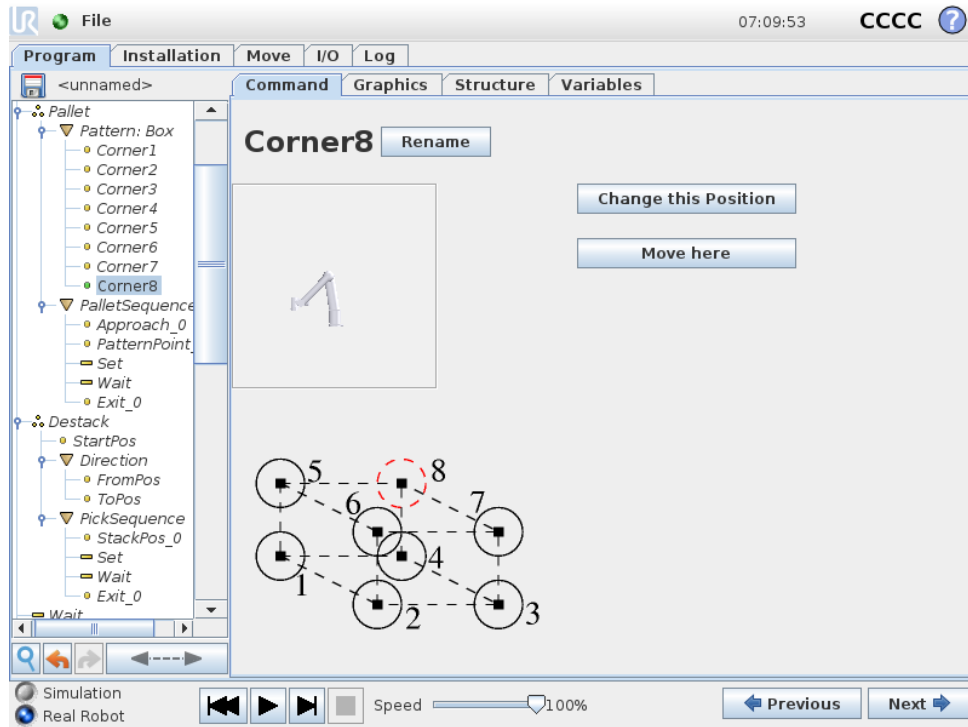 UR File 07:09:53 CCCC ?
Program Installation Move I/O Log
<unnamed> Command Graphics Structure Variables
Pallet
Pattern: Box
Corner1
Corner2
Corner3
Corner4
Corner5
Corner6
Corner7
Corner8
PalletSequence
Approach_0
PatternPoint_
Set
Wait
Exit_0
Destack
StartPos
Direction
FromPos
ToPos
PickSequence
StackPos_0
Set
Wait
Exit_0
Wait
Corner8 Rename
Change this Position
Move here
5 8
6 7
4
1 2 3
Simulation
Real Robot
Speed 100%
Previous Next